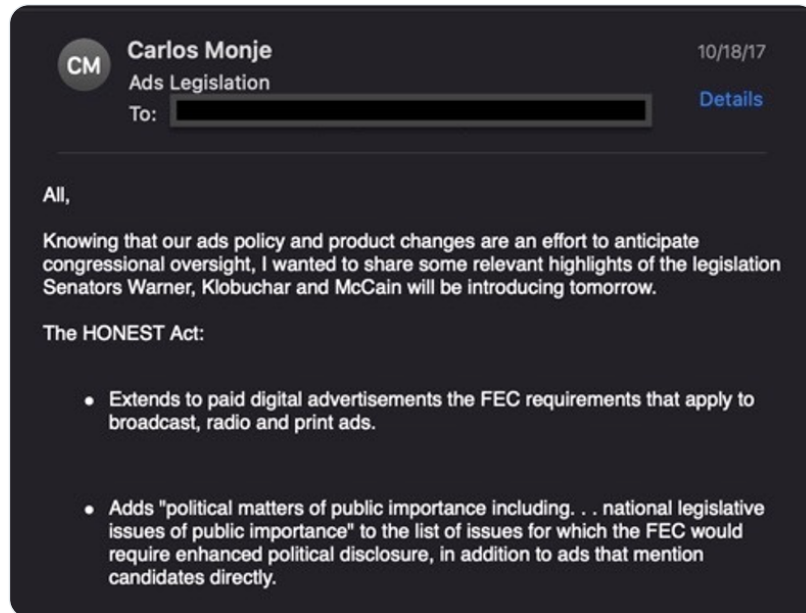 CM
Carlos Monje
10/18/17
Ads Legislation
Details
To:
All,
Knowing that our ads policy and product changes are an effort to anticipate
congressional oversight, I wanted to share some relevant highlights of the legislation
Senators Warner, Klobuchar and McCain will be introducing tomorrow.
The HONEST Act:
• Extends to paid digital advertisements the FEC requirements that apply to
broadcast, radio and print ads.
• Adds "political matters of public importance including. . . national legislative
issues of public importance" to the list of issues for which the FEC would
require enhanced political disclosure, in addition to ads that mention
candidates directly.